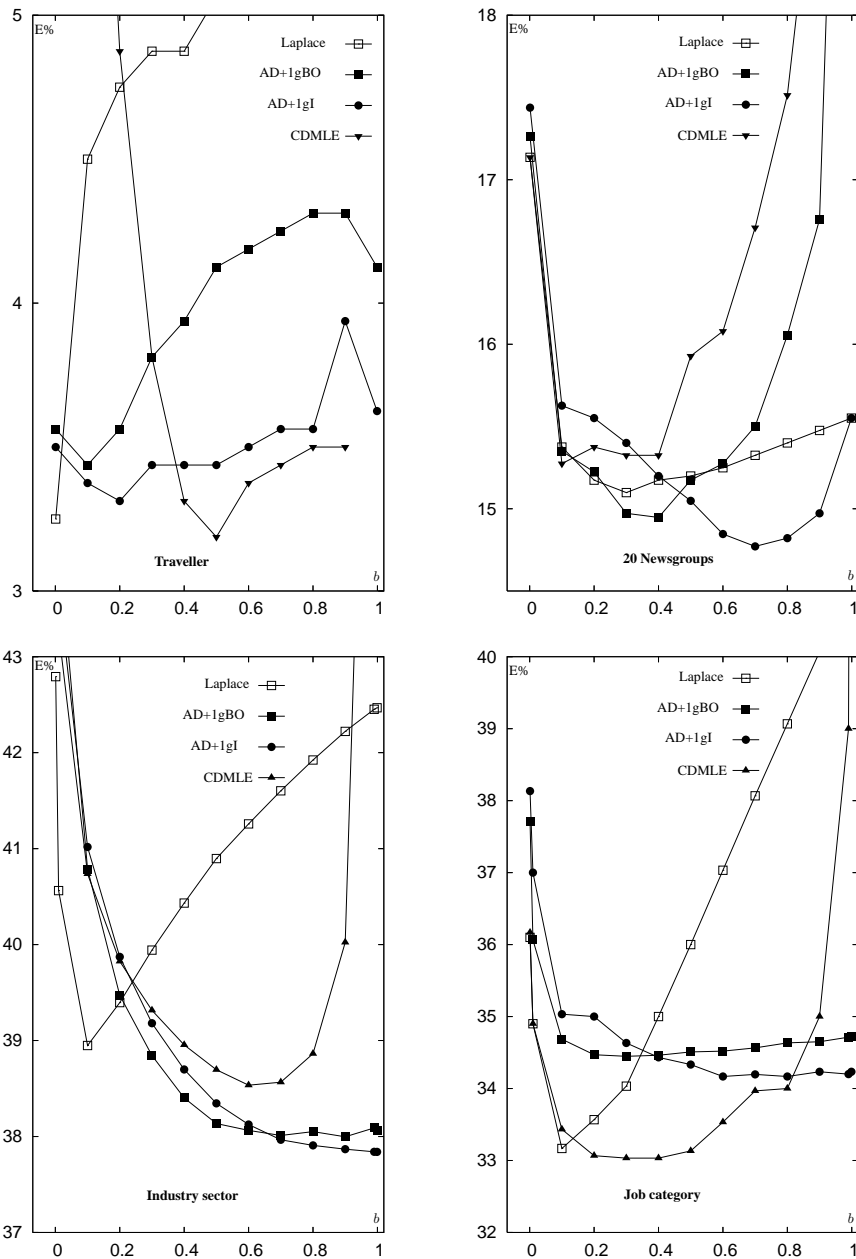 5
E%
Laplace
AD+1gBO
AD+1gI
CDMLE
4
3
Traveller
b
0 0.2 0.4 0.6 0.8 1
18
E%
Laplace
AD+1gBO
AD+1gI
CDMLE
17
16
15
20 Newsgroups
b
0 0.2 0.4 0.6 0.8 1
43
E%
Laplace
AD+1gBO
AD+1gI
CDMLE
42
41
40
39
38
37
Industry sector
b
0 0.2 0.4 0.6 0.8 1
40
E%
Laplace
AD+1gBO
AD+1gI
CDMLE
39
38
37
36
35
34
33
32
Job category
b
0 0.2 0.4 0.6 0.8 1